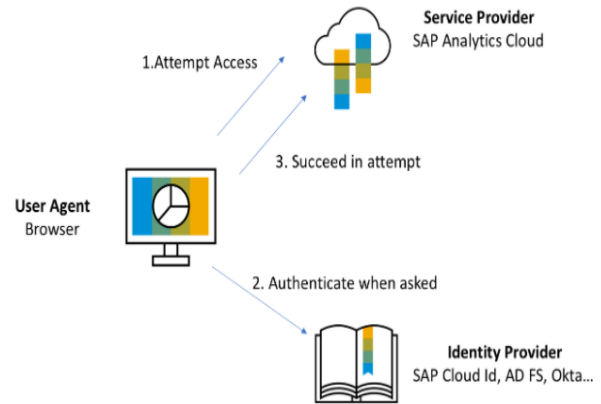 Service Provider
SAP Analytics Cloud
1.Attempt Access
3. Succeed in attempt
User Agent
Browser
2. Authenticate when asked
Identity Provider
SAP Cloud Id, AD FS, Okta...